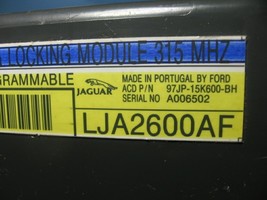 LOCKING MODULE 315 MHZ
GRAMMABLE
JAGUAR
MADE IN PORTUGAL BY FORD
ACD P/N 97JP-15K600-BH
SERIAL NO A006502
LJA2600AF